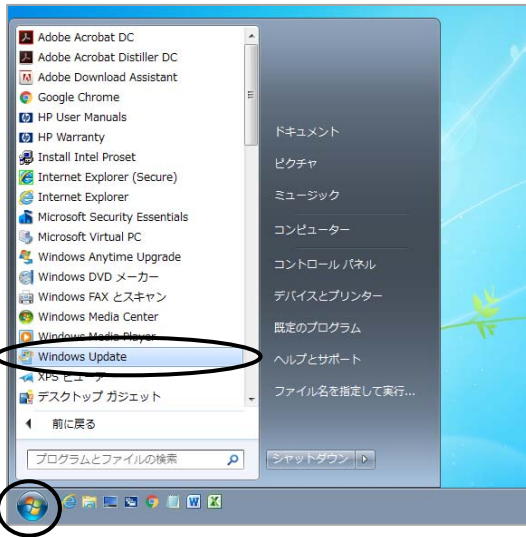 Adobe Acrobat DC
Adobe Acrobat Distiller DC
Adobe Download Assistant
Google Chrome
HP User Manuals
HP Warranty
Install Intel Proset
Internet Explorer (Secure)
Internet Explorer
Microsoft Security Essentials
Microsoft Virtual PC
Windows Anytime Upgrade
Windows DVD メーカー
Windows FAX とスキャン
Windows Media Center
Windows Media Player
Windows Update
XPS ビューアー
デスクトップ ガジェット
前に戻る
プログラムとファイルの検索
ドキュメント
ピクチャ
ミュージック
コンピューター
コントロール パネル
デバイスとプリンター
既定のプログラム
ヘルプとサポート
ファイル名を指定して実行...
シャットダウン